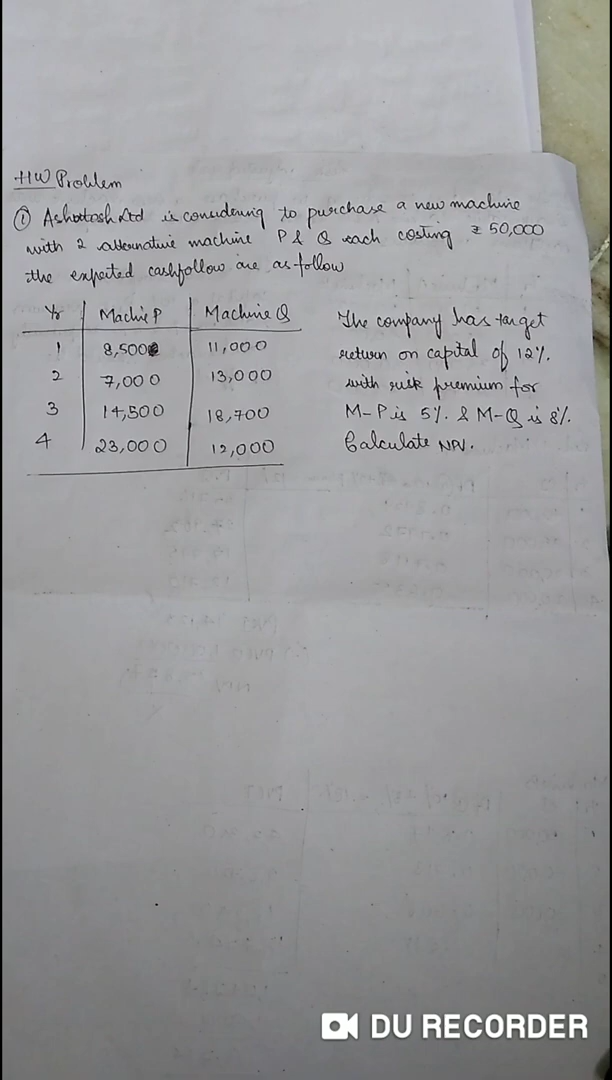 HW Problem
① Ashotosh Ltd is considering to purchase a new machine
with 2 alternative machine P & Q each costing ₹ 50,000
the expected cashfollow are as follow
Yr Machie P Machine Q
1 8,500 11,000
2 7,000 13,000
3 14,500 18,700
4 23,000 12,000
The company has target
return on capital of 12%.
with risk premium for
M-P is 5%. & M-Q is 8%.
Calculate NPV.
DU RECORDER